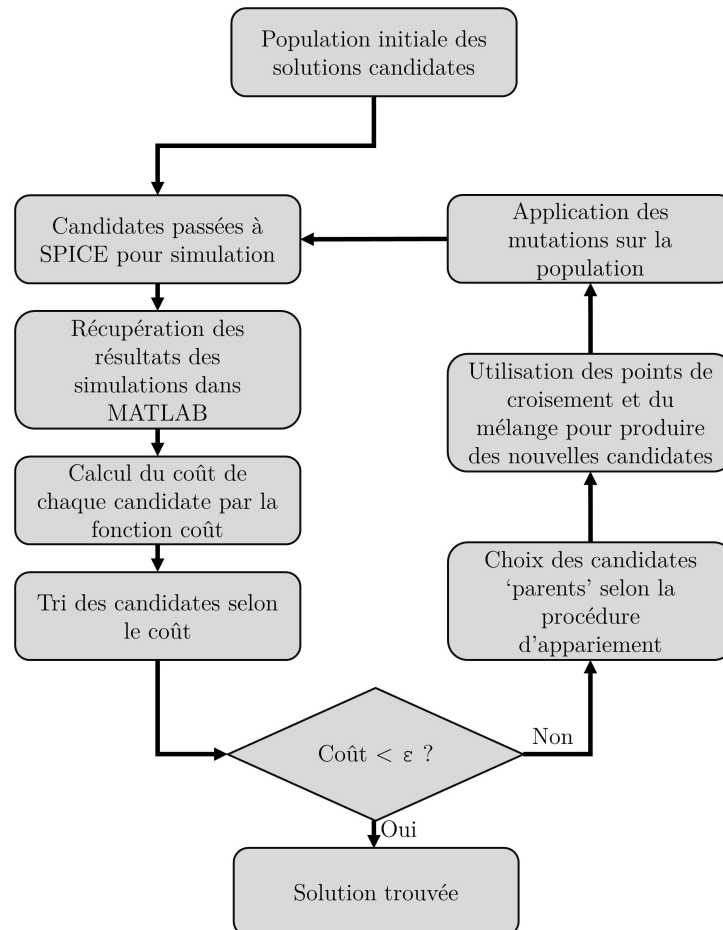 Population initiale des
solutions candidates
Candidates passées à
SPICE pour simulation
Récupération des
résultats des
simulations dans
MATLAB
Calcul du coût de
chaque candidate par la
fonction coût
Tri des candidates selon
le coût
Coût < ε ?
Non
Oui
Solution trouvée
Choix des candidates
‘parents’ selon la
procédure
d’appariement
Utilisation des points de
croisement et du
mélange pour produire
des nouvelles candidates
Application des
mutations sur la
population